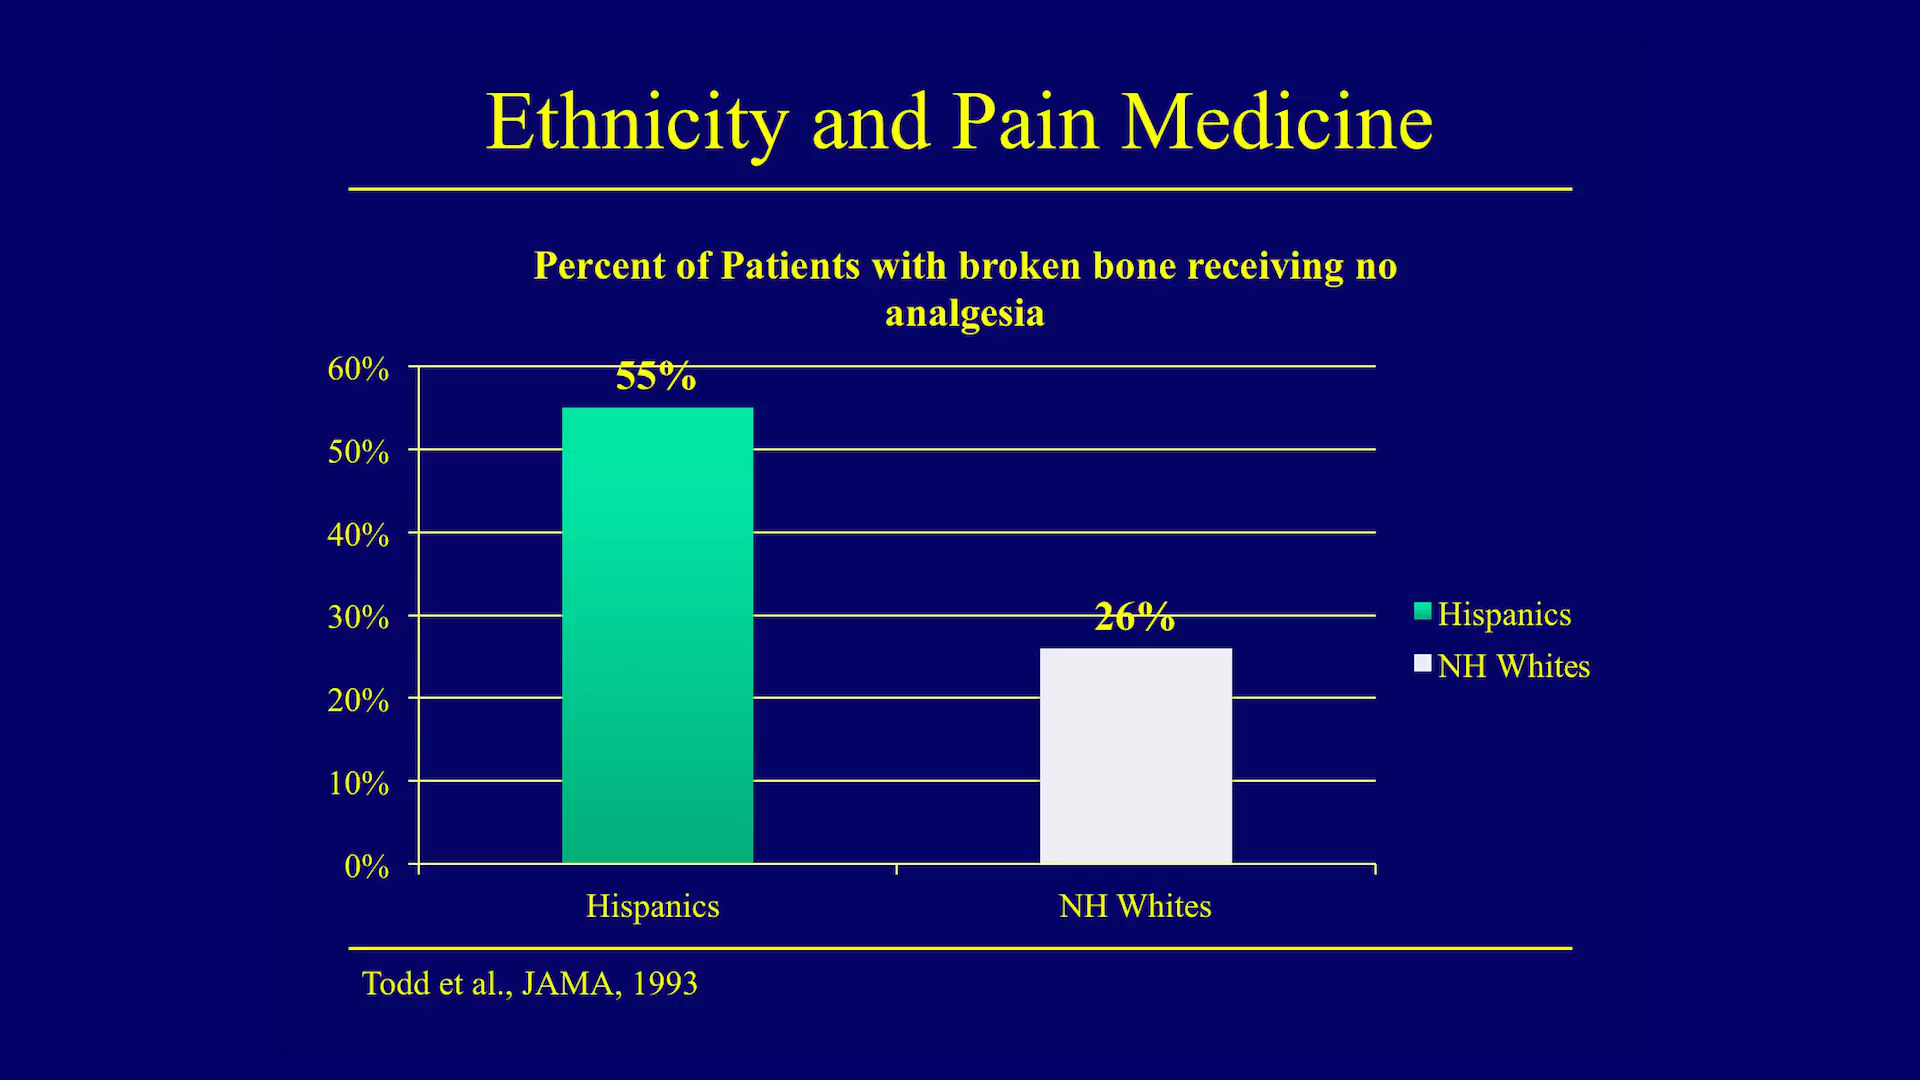 Ethnicity and Pain Medicine
Percent of Patients with broken bone receiving no
analgesia
60%
50%
40%
30%
20%
10%
0%
55%
26%
Hispanics
NH Whites
Hispanics
NH Whites
Todd et al., JAMA, 1993